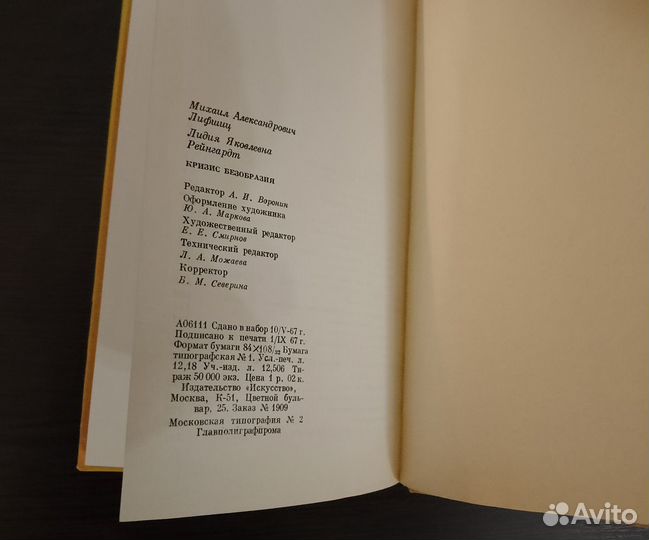 Михаил Александрович
Лифшиц
Лидия Яковлевна
Рейнгардт
КРИЗИС БЕЗОБРАЗИЯ
Редактор А. И. Воронин
Оформление художника
Ю. А. Маркова
Художественный редактор
Е. Е. Смирнов
Технический редактор
Л. А. Можаева
Корректор
Б. М. Северина
А06111 Сдано в набор 10/V-67 г.
Подписано к печати 1/IX 67 г.
Формат бумаги 84×108/32 Бумага
типографская № 1. Усл.-печ. л.
12,18 Уч.-изд. л. 12,506 Ти-
раж 50 000 экз. Цена 1 р. 02 к.
Издательство «Искусство»,
Москва, К-51, Цветной буль-
вар, 25. Заказ № 1909
Московская типография № 2
Главполиграфпрома
Avito